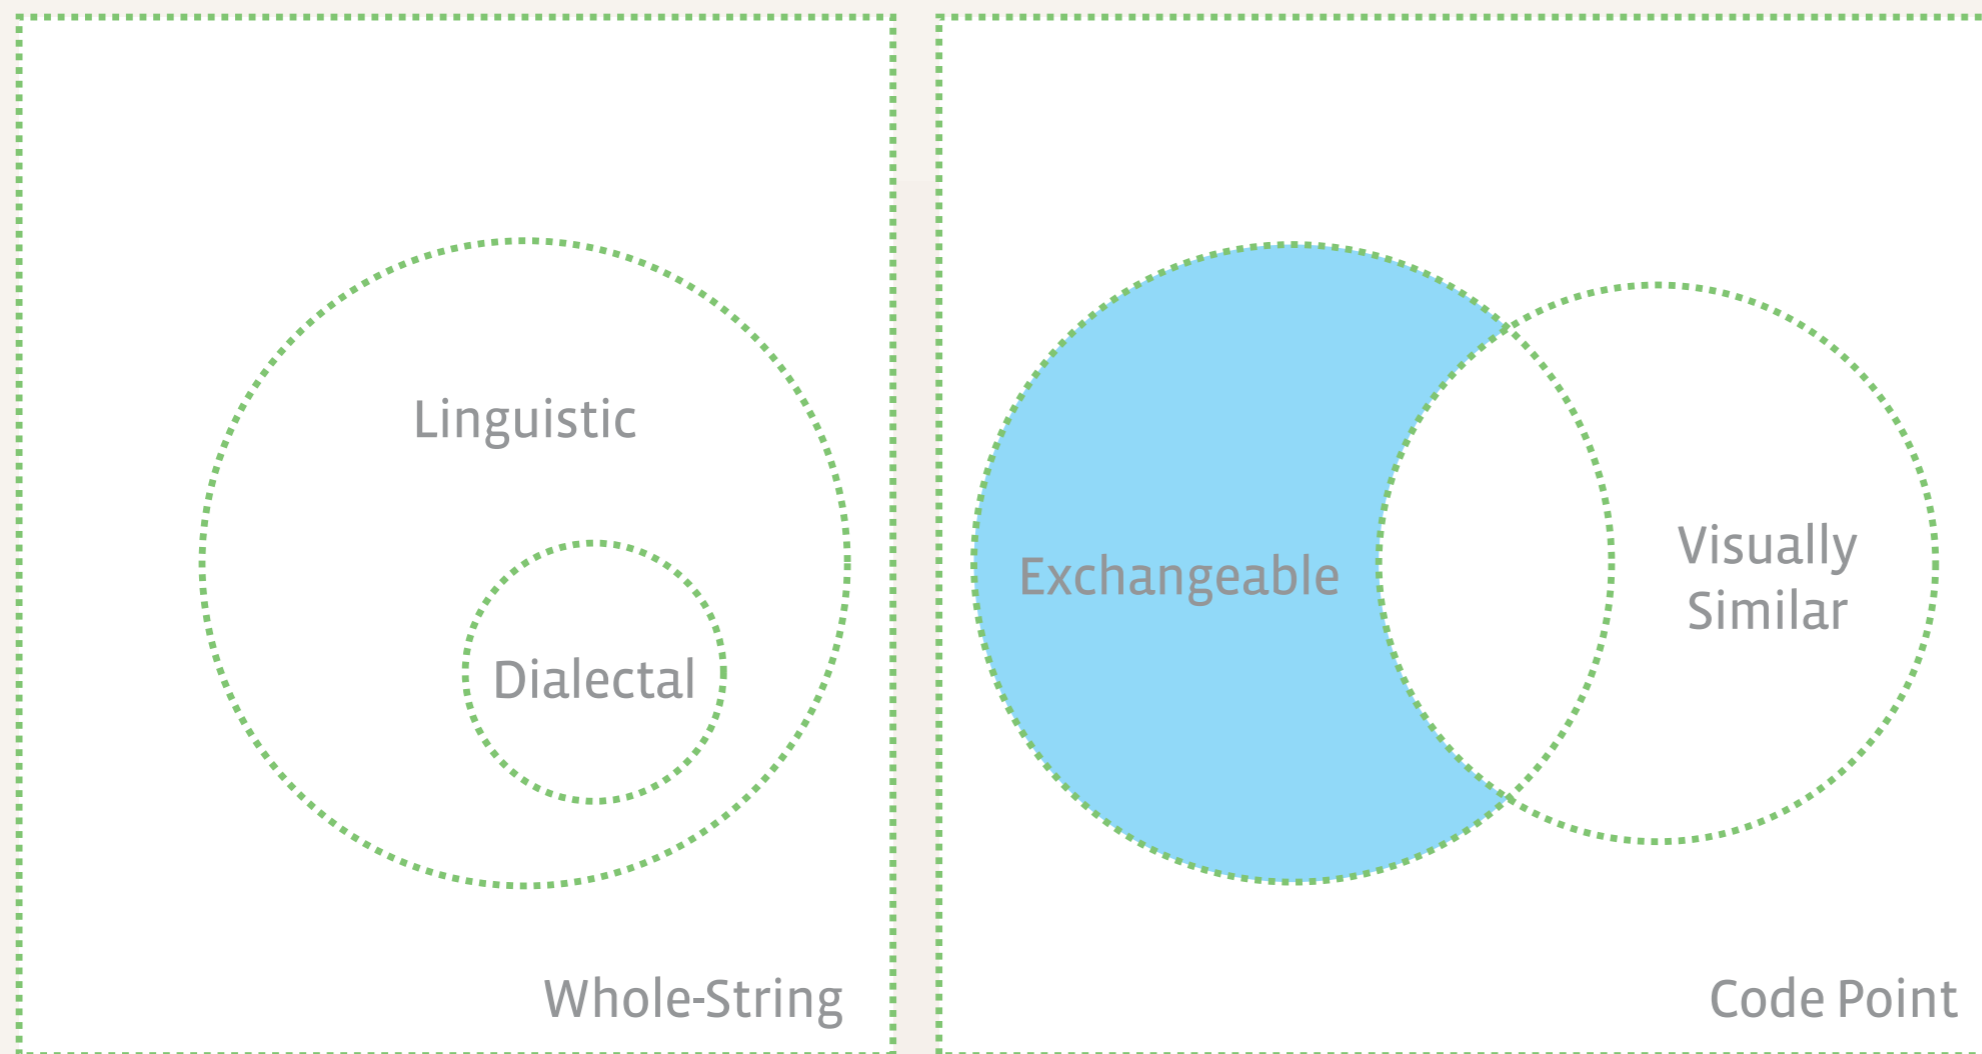 Linguistic
Dialectal
Whole-String
Exchangeable
Visually
Similar
Code Point